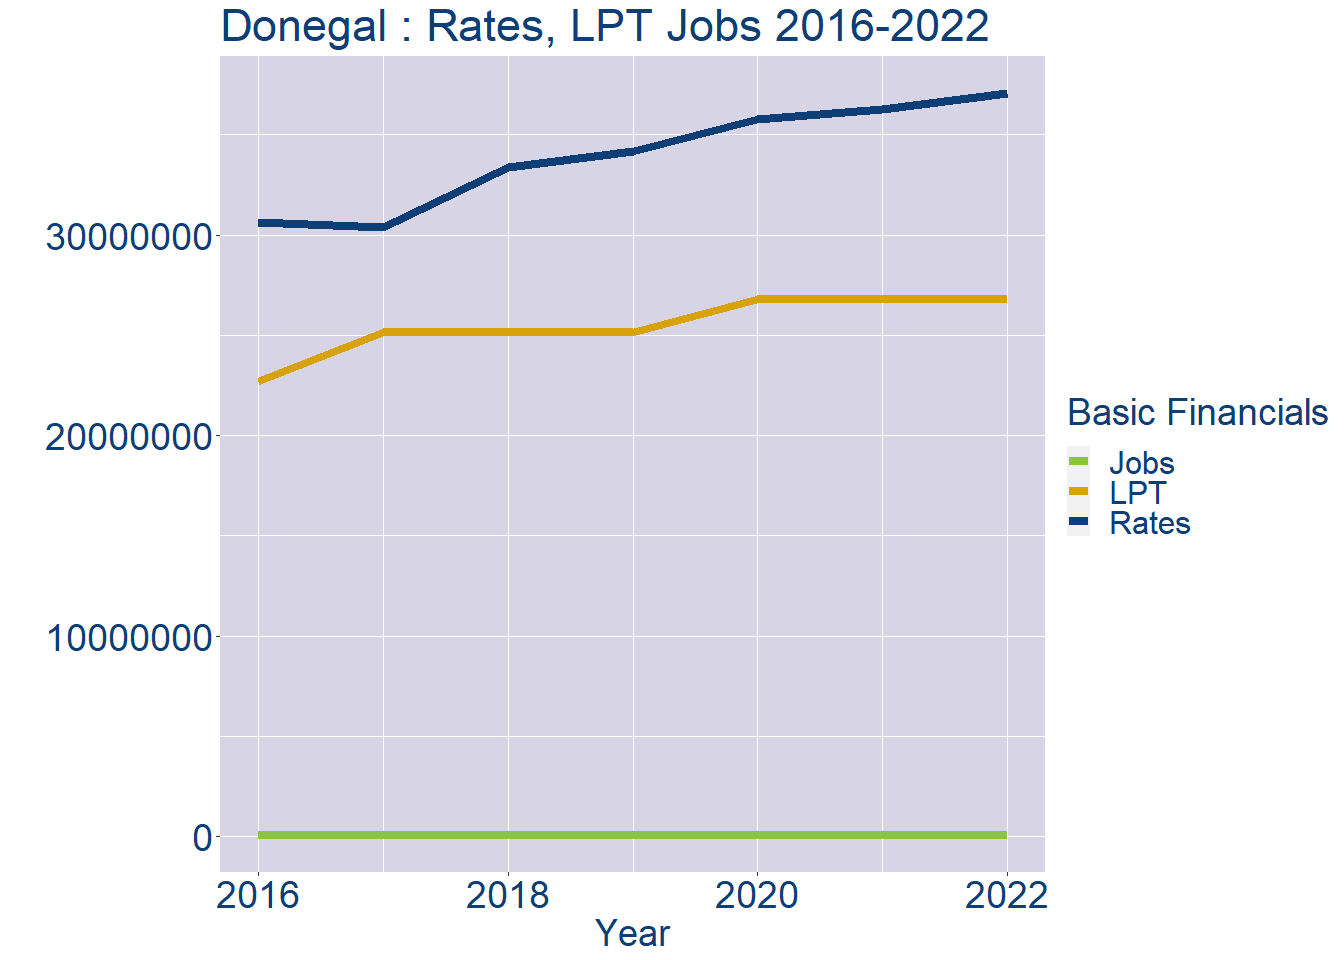 Donegal : Rates, LPT Jobs 2016-2022
30000000
20000000
10000000
0
2016 2018 2020 2022
Year
Basic Financials
Jobs
LPT
Rates